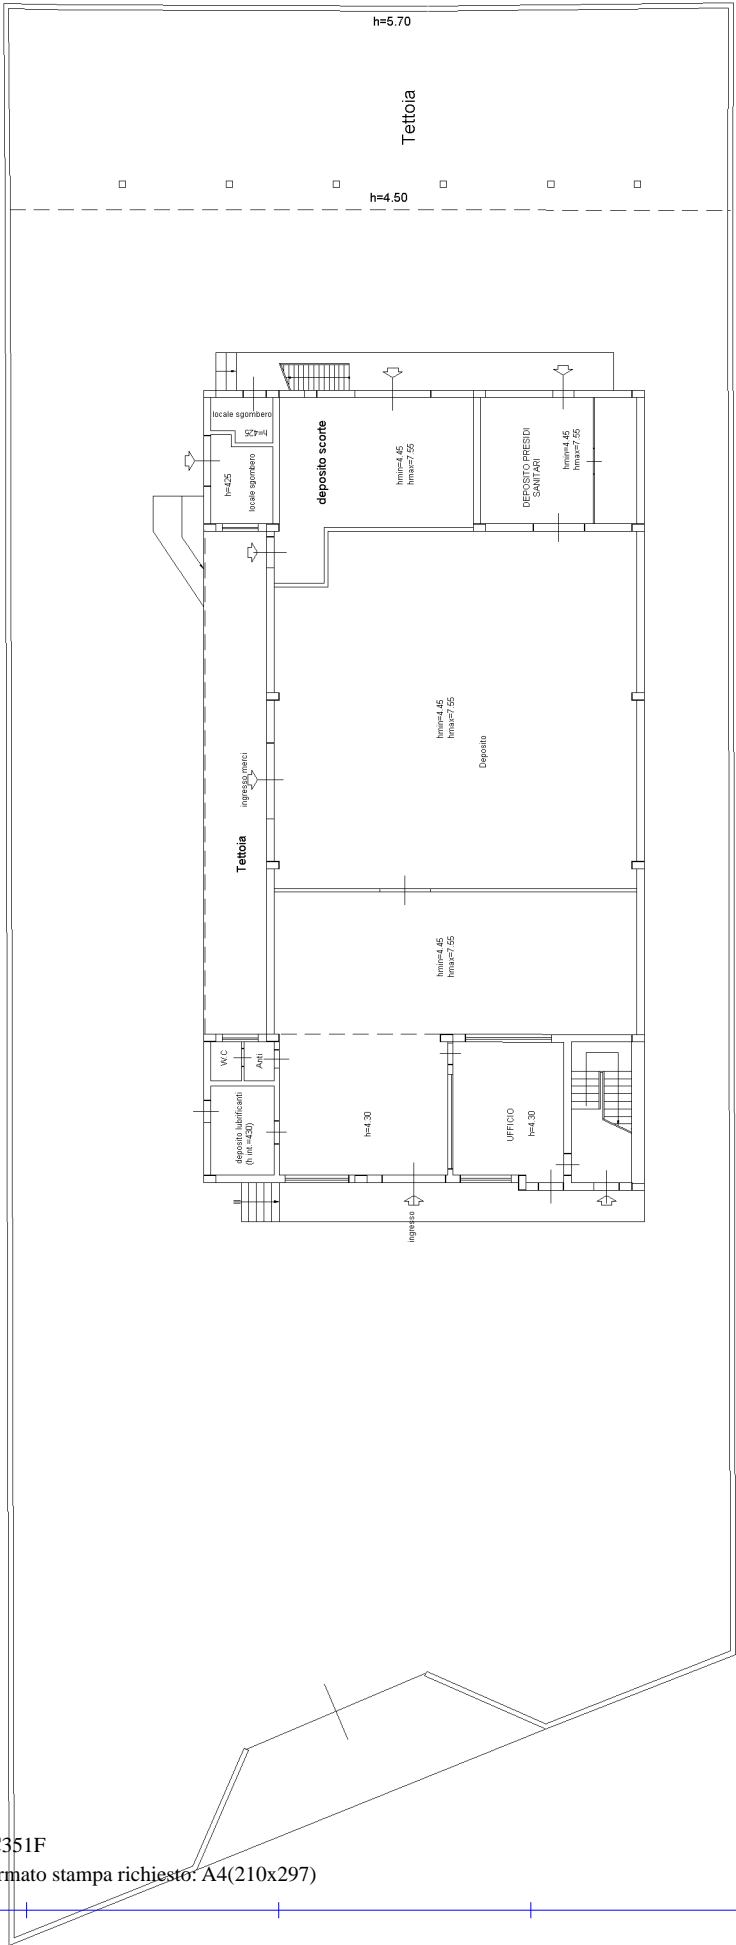 h=5.70
Tettoia
h=4.50
locale sgombero
h=425
deposito scorte
hmin=4.45
hmax=7.55
DEPOSITO PRESIDI
SANITARI
hmin=4.45
hmax=7.55
h=425
locale sgombero
hmin=4.45
hmax=7.55
Deposito
ingresso merci
Tettoia
hmin=4.45
hmax=7.55
W.C
Anti
deposito lubrificanti
(h int.=430)
h=4.30
UFFICIO
h=4.30
ingresso
351F
rmato stampa richiesto: A4(210x297)